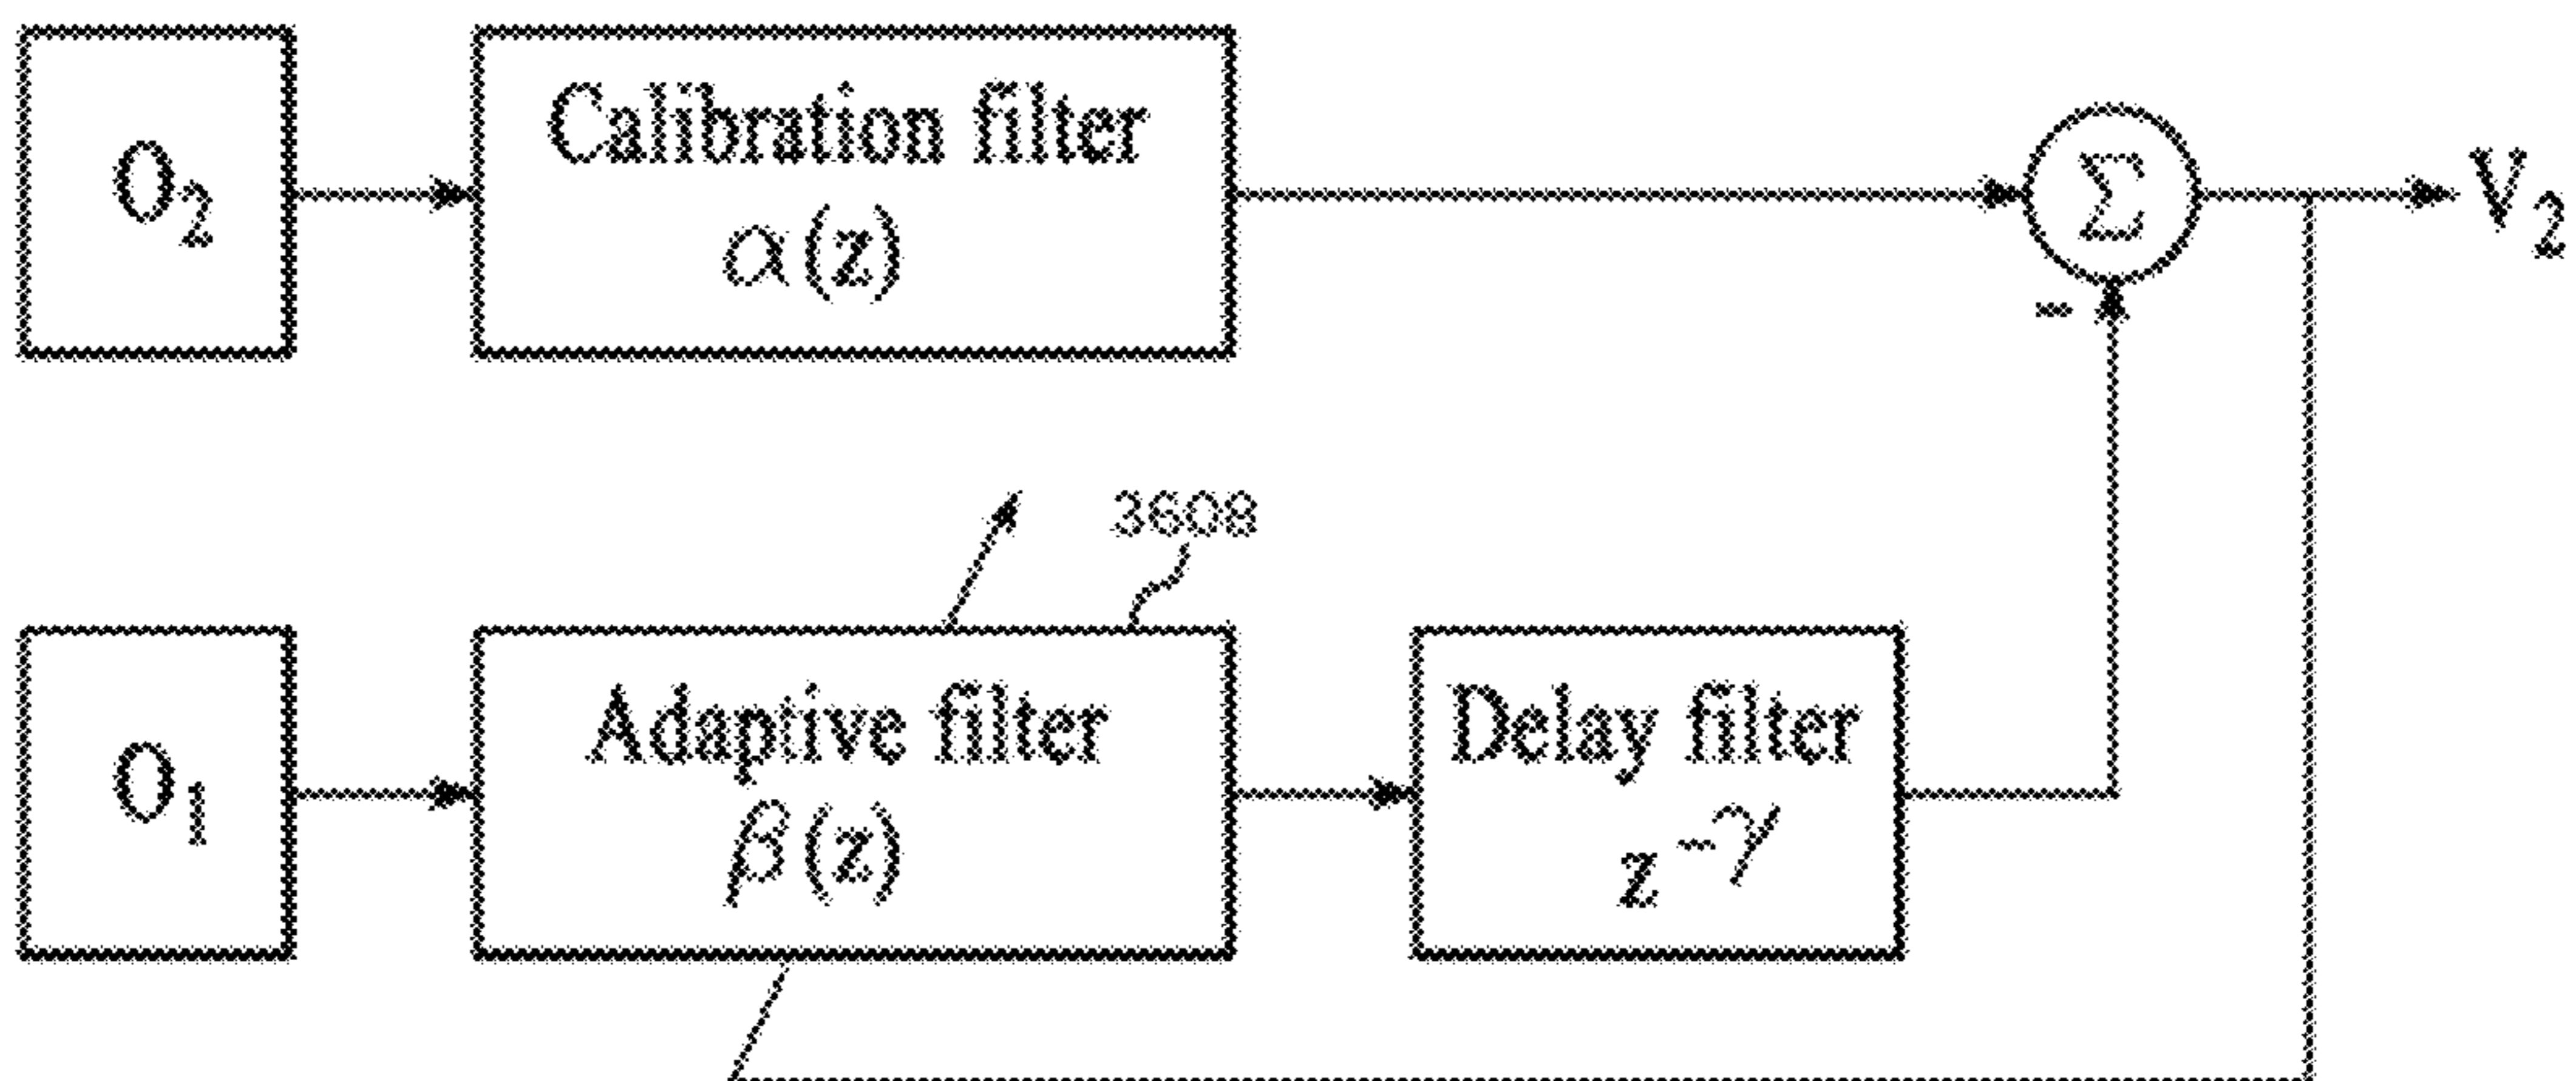 O₂
Calibration filter
α(z)
Σ
V₂
-
3608
O₁
Adaptive filter
β(z)
Delay filter
z⁻ᵞ